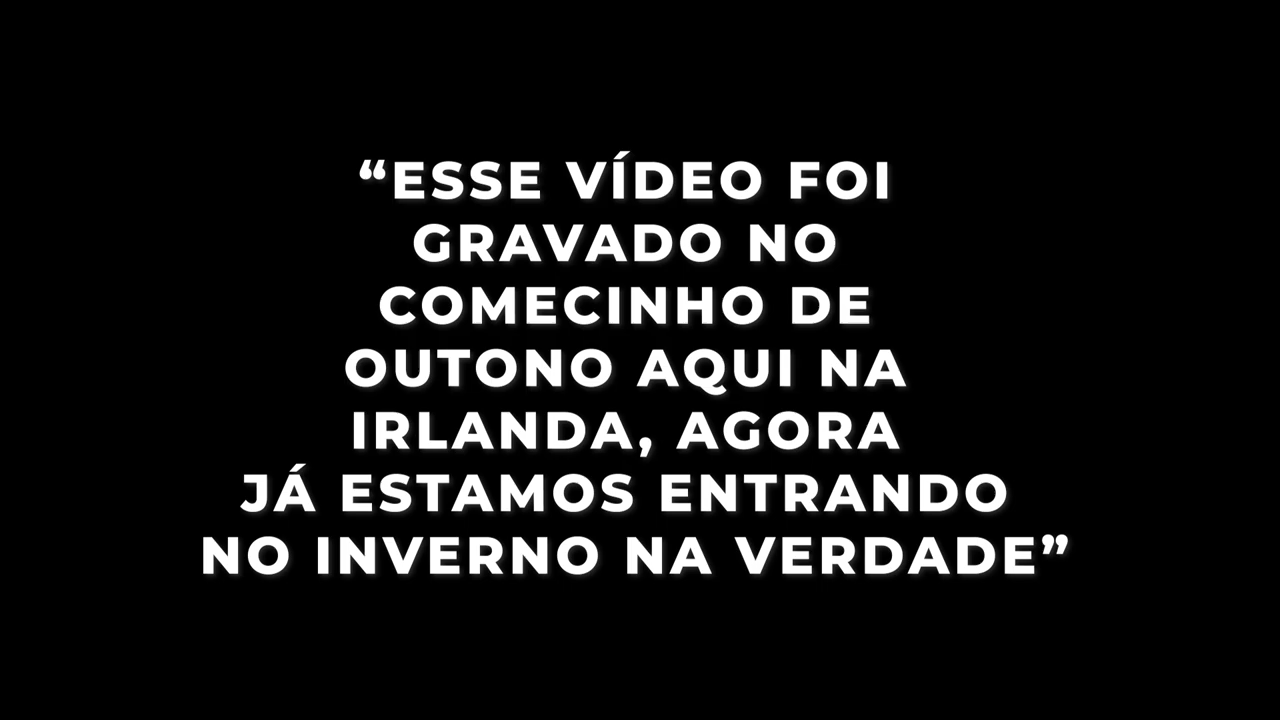 “ESSE VÍDEO FOI
GRAVADO NO
COMECINHO DE
OUTONO AQUI NA
IRLANDA, AGORA
JÁ ESTAMOS ENTRANDO
NO INVERNO NA VERDADE”